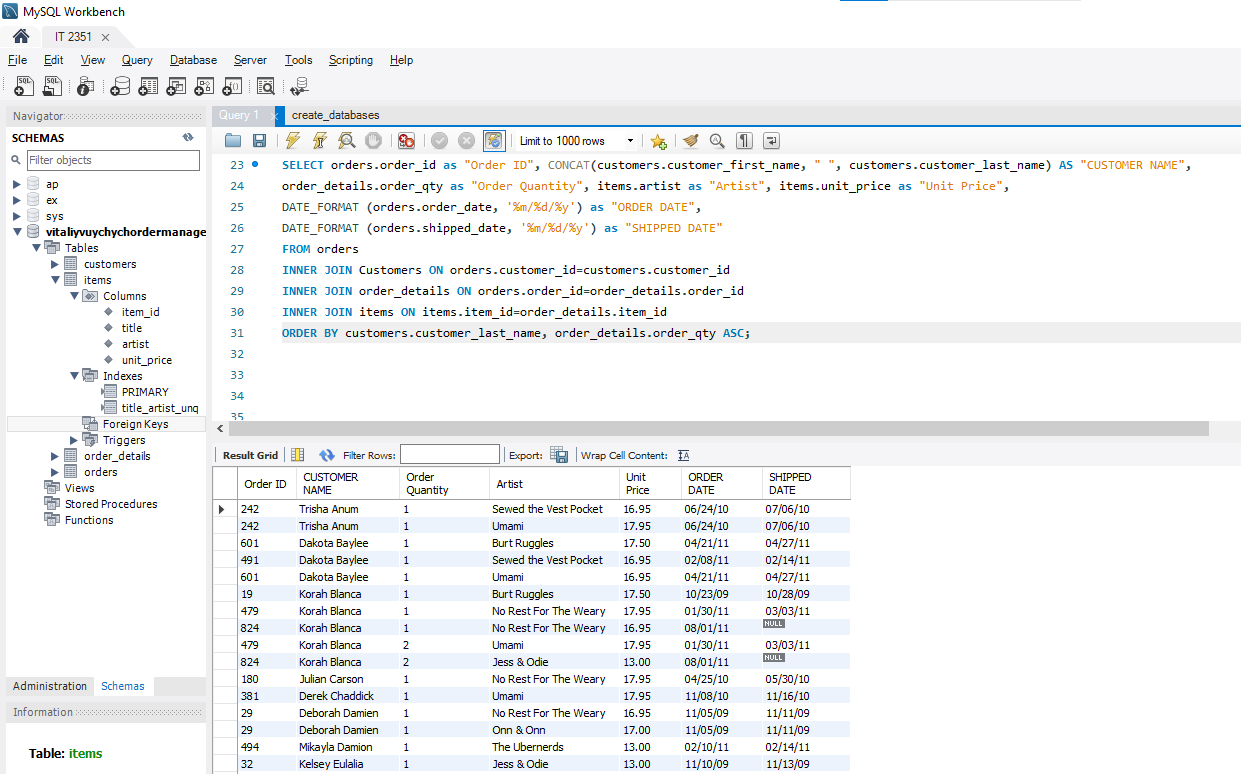 MySQL Workbench
IT 2351
File Edit View Query Database Server Tools Scripting Help
Navigator
SCHEMAS
Filter objects
ap
ex
sys
vitaliyvuychychordermanage
Tables
customers
items
Columns
item_id
title
artist
unit_price
Indexes
PRIMARY
title_artist_unq
Foreign Keys
Triggers
order_details
orders
Views
Stored Procedures
Functions
Administration Schemas
Information
Table: items
Query 1 create_databases
Limit to 1000 rows
23 SELECT orders.order_id as "Order ID", CONCAT(customers.customer_first_name, " ", customers.customer_last_name) AS "CUSTOMER NAME",
24 order_details.order_qty as "Order Quantity", items.artist as "Artist", items.unit_price as "Unit Price",
25 DATE_FORMAT (orders.order_date, '%m/%d/%y') as "ORDER DATE",
26 DATE_FORMAT (orders.shipped_date, '%m/%d/%y') as "SHIPPED DATE"
27 FROM orders
28 INNER JOIN Customers ON orders.customer_id=customers.customer_id
29 INNER JOIN order_details ON orders.order_id=order_details.order_id
30 INNER JOIN items ON items.item_id=order_details.item_id
31 ORDER BY customers.customer_last_name, order_details.order_qty ASC;
32
33
34
35
Result Grid Filter Rows: Export: Wrap Cell Content:
Order ID CUSTOMER NAME Order Quantity Artist Unit Price ORDER DATE SHIPPED DATE
242 Trisha Anum 1 Sewed the Vest Pocket 16.95 06/24/10 07/06/10
242 Trisha Anum 1 Umami 17.95 06/24/10 07/06/10
601 Dakota Baylee 1 Burt Ruggles 17.50 04/21/11 04/27/11
491 Dakota Baylee 1 Sewed the Vest Pocket 16.95 02/08/11 02/14/11
601 Dakota Baylee 1 Umami 16.95 04/21/11 04/27/11
19 Korah Blanca 1 Burt Ruggles 17.50 10/23/09 10/28/09
479 Korah Blanca 1 No Rest For The Weary 17.95 01/30/11 03/03/11
824 Korah Blanca 1 No Rest For The Weary 16.95 08/01/11 NULL
479 Korah Blanca 2 Umami 17.95 01/30/11 03/03/11
824 Korah Blanca 2 Jess & Odie 13.00 08/01/11 NULL
180 Julian Carson 1 No Rest For The Weary 17.95 04/25/10 05/30/10
381 Derek Chaddick 1 Umami 17.95 11/08/10 11/16/10
29 Deborah Damien 1 No Rest For The Weary 16.95 11/05/09 11/11/09
29 Deborah Damien 1 Onn & Onn 17.00 11/05/09 11/11/09
494 Mikayla Damion 1 The Ubernerds 13.00 02/10/11 02/14/11
32 Kelsey Eulalia 1 Jess & Odie 13.00 11/10/09 11/13/09